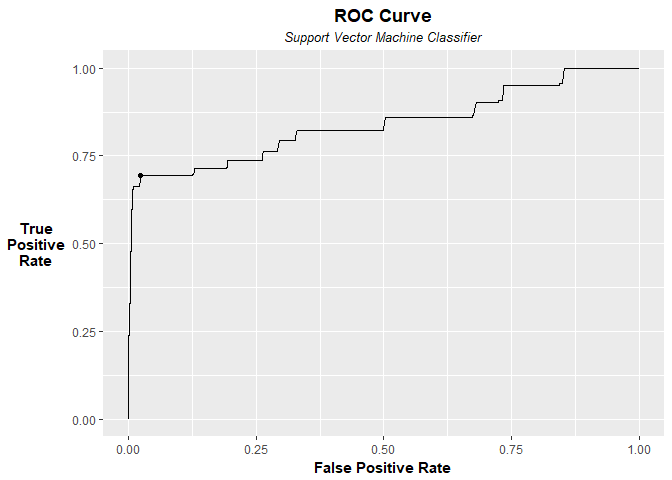 ROC Curve
Support Vector Machine Classifier
1.00
0.75
0.50
0.25
0.00
True
Positive
Rate
0.00
0.25
0.50
0.75
1.00
False Positive Rate